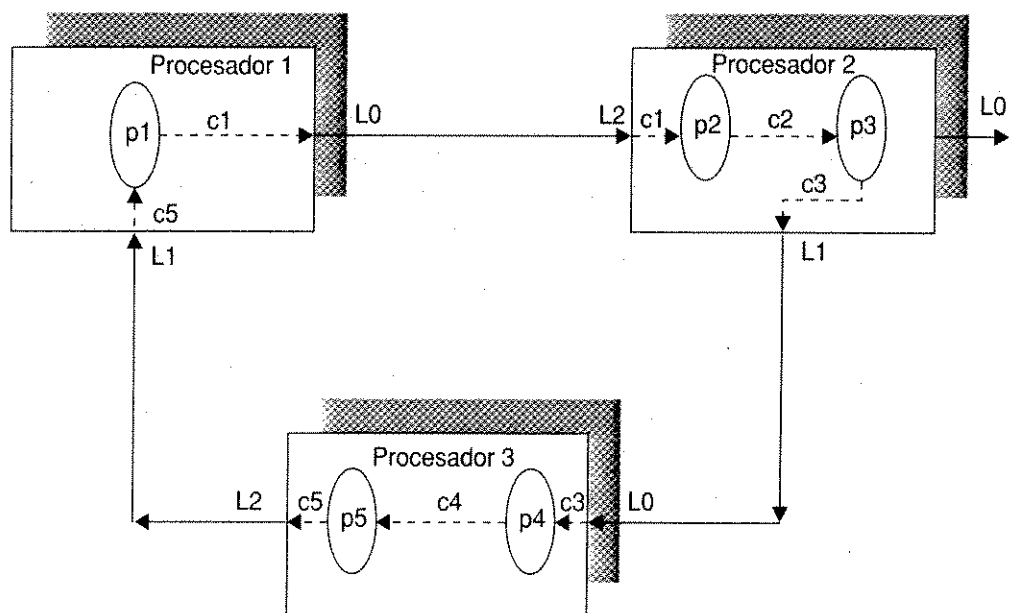 Procesador 1
p1
c1
c5
L0
L1
Procesador 2
L2
c1
p2
c2
p3
c3
L0
L1
Procesador 3
L2
c5
p5
c4
p4
c3
L0